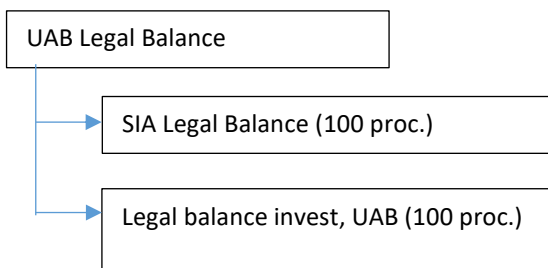 UAB Legal Balance
SIA Legal Balance (100 proc.)
Legal balance invest, UAB (100 proc.)